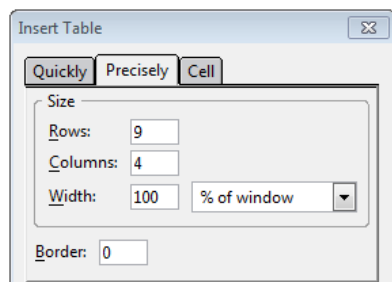 Insert Table
Quickly Precisely Cell
Size
Rows: 9
Columns: 4
Width: 100 % of window
Border: 0